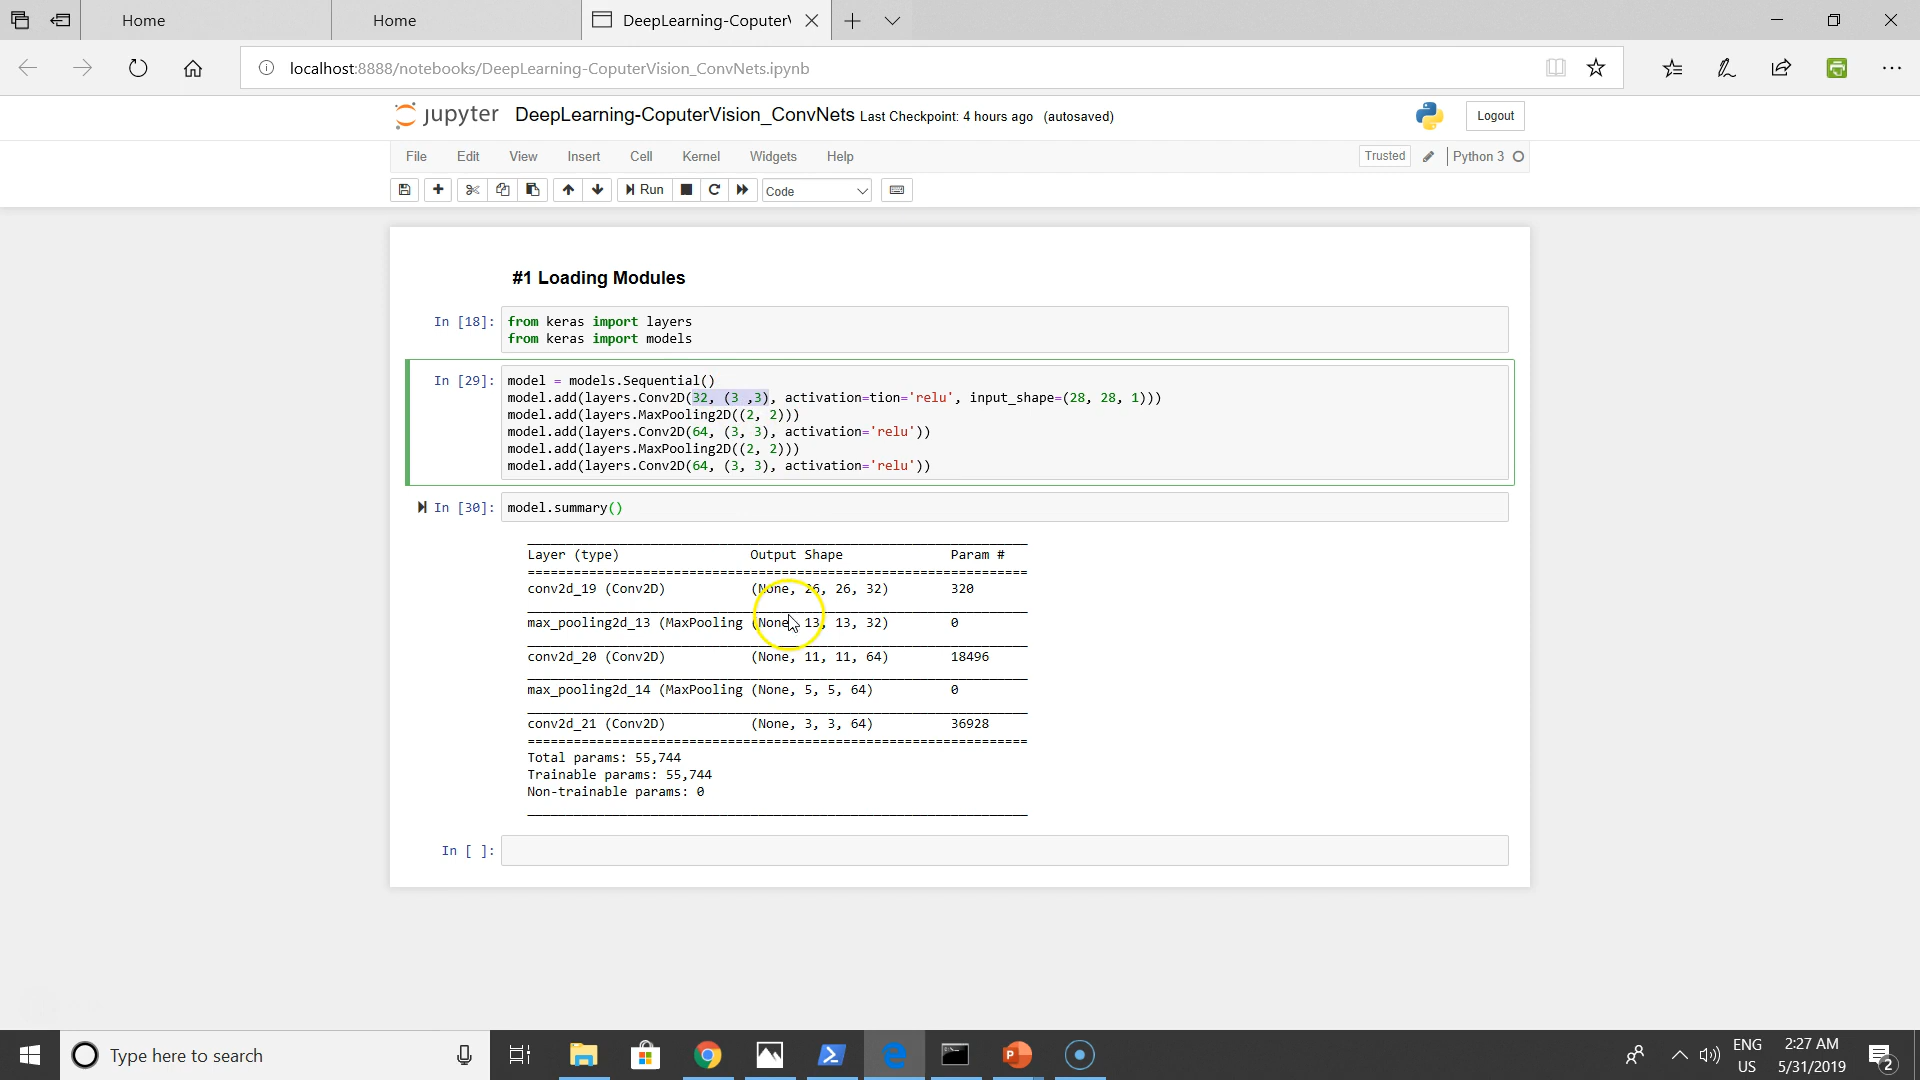 Home
Home
DeepLearning-Coputer
localhost:8888/notebooks/DeepLearning-CoputerVision_ConvNets.ipynb
jupyter DeepLearning-CoputerVision_ConvNets Last Checkpoint: 4 hours ago (autosaved)
Logout
File Edit View Insert Cell Kernel Widgets Help
Trusted
Python 3
Run
Code
#1 Loading Modules
In [18]: from keras import layers
from keras import models
In [29]: model = models.Sequential()
model.add(layers.Conv2D(32, (3 ,3), activation=tion='relu', input_shape=(28, 28, 1)))
model.add(layers.MaxPooling2D((2, 2)))
model.add(layers.Conv2D(64, (3, 3), activation='relu'))
model.add(layers.MaxPooling2D((2, 2)))
model.add(layers.Conv2D(64, (3, 3), activation='relu'))
In [30]: model.summary()
Layer (type) Output Shape Param #
conv2d_19 (Conv2D) (None, 26, 26, 32) 320
max_pooling2d_13 (MaxPooling (None, 13, 13, 32) 0
conv2d_20 (Conv2D) (None, 11, 11, 64) 18496
max_pooling2d_14 (MaxPooling (None, 5, 5, 64) 0
conv2d_21 (Conv2D) (None, 3, 3, 64) 36928
Total params: 55,744
Trainable params: 55,744
Non-trainable params: 0
In [ ]:
Type here to search
ENG
US
2:27 AM
5/31/2019
2